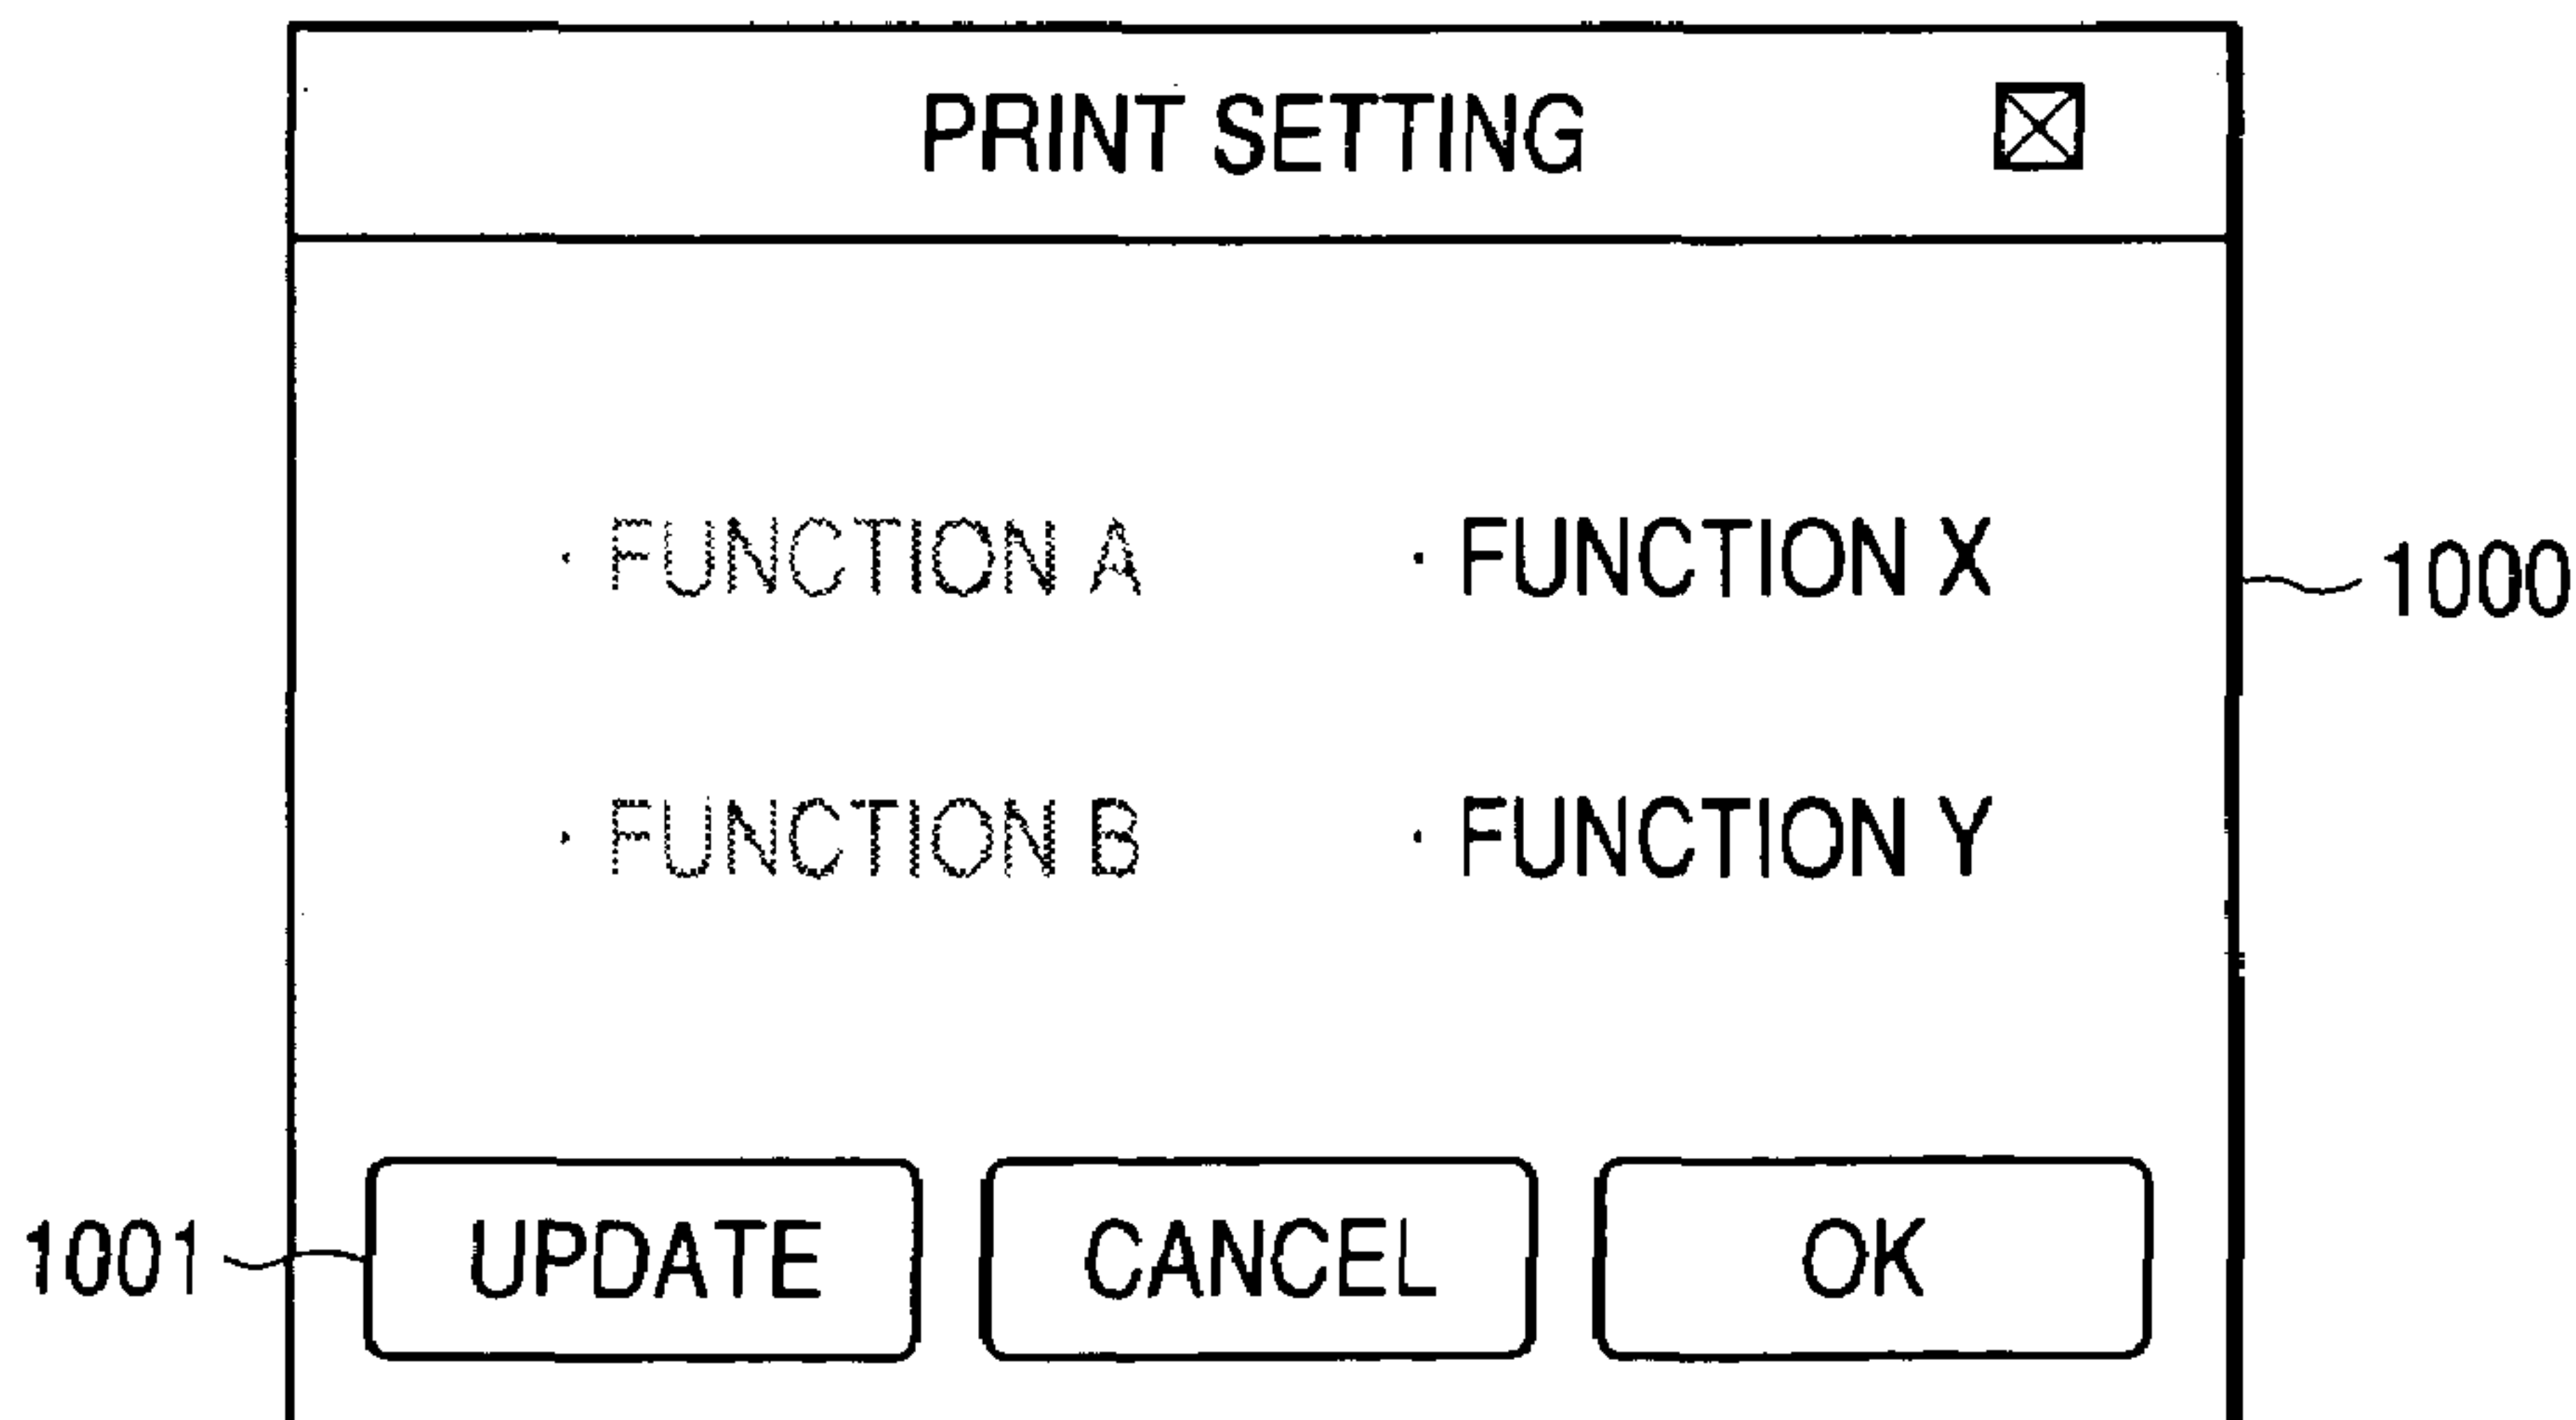 PRINT SETTING
· FUNCTION A · FUNCTION X
1000
· FUNCTION B · FUNCTION Y
1001
UPDATE CANCEL OK